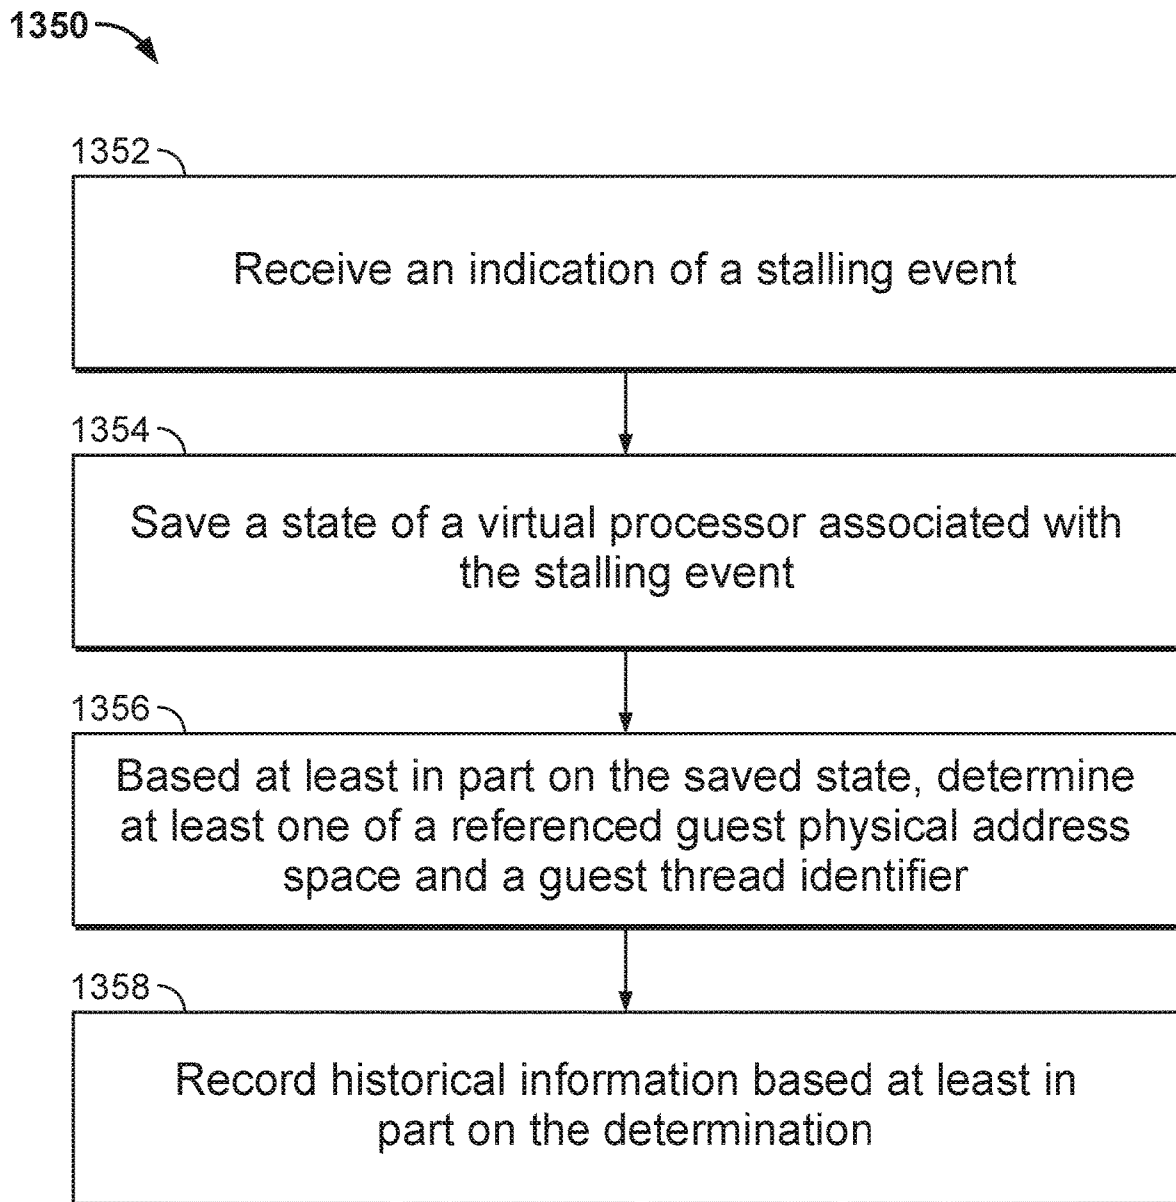 1350
1352
Receive an indication of a stalling event
1354
Save a state of a virtual processor associated with
the stalling event
1356
Based at least in part on the saved state, determine
at least one of a referenced guest physical address
space and a guest thread identifier
1358
Record historical information based at least in
part on the determination